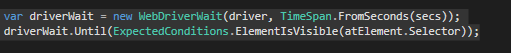 var driverWait = new WebDriverWait(driver, TimeSpan.FromSeconds(secs));
driverWait.Until(ExpectedConditions.ElementIsVisible(atElement.Selector));